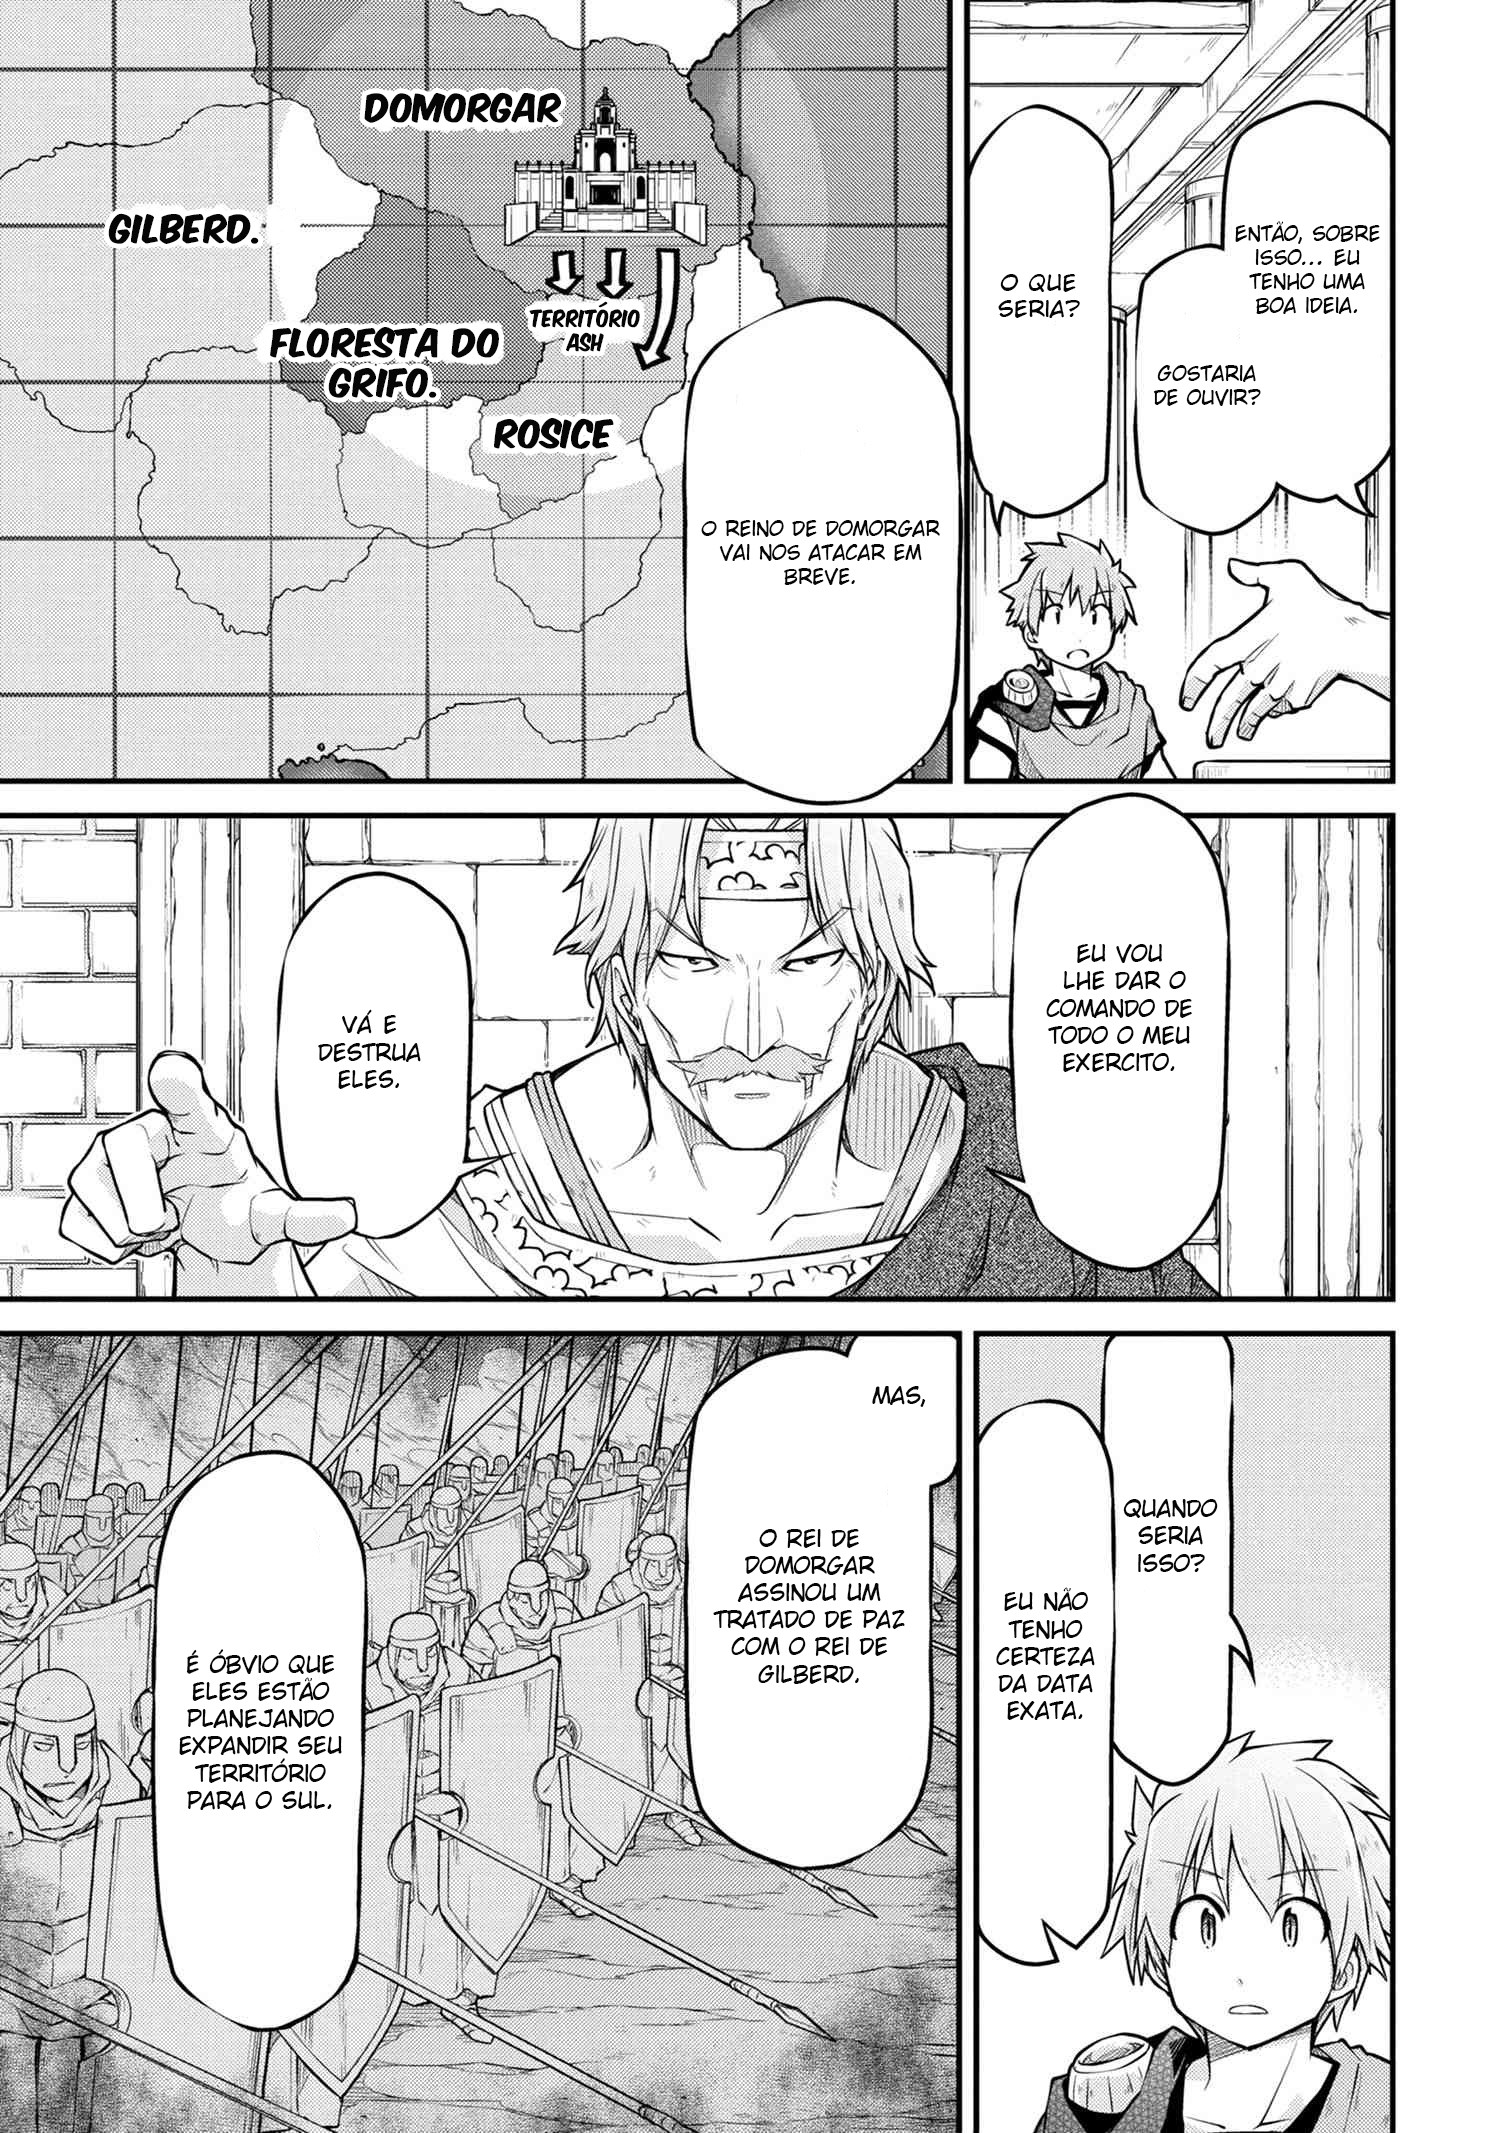 ENTÃO, SOBRE
ISSO... EU
TENHO UMA
BOA IDEIA.
GOSTARIA
DE OUVIR?
O QUE
SERIA?
DOMORGAR
GILBERD.
TERRITÓRIO
ASH
FLORESTA DO
GRIFO.
ROSICE
O REINO DE DOMORGAR
VAI NOS ATACAR EM
BREVE.
EU VOU
LHE DAR O
COMANDO DE
TODO O MEU
EXERCITO.
VÁ E
DESTRUA
ELES.
QUANDO
SERIA
ISSO?
EU NÃO
TENHO
CERTEZA
DA DATA
EXATA.
MAS,
O REI DE
DOMORGAR
ASSINOU UM
TRATADO DE PAZ
COM O REI DE
GILBERD.
É ÓBVIO QUE
ELES ESTÃO
PLANEJANDO
EXPANDIR SEU
TERRITÓRIO
PARA O SUL.